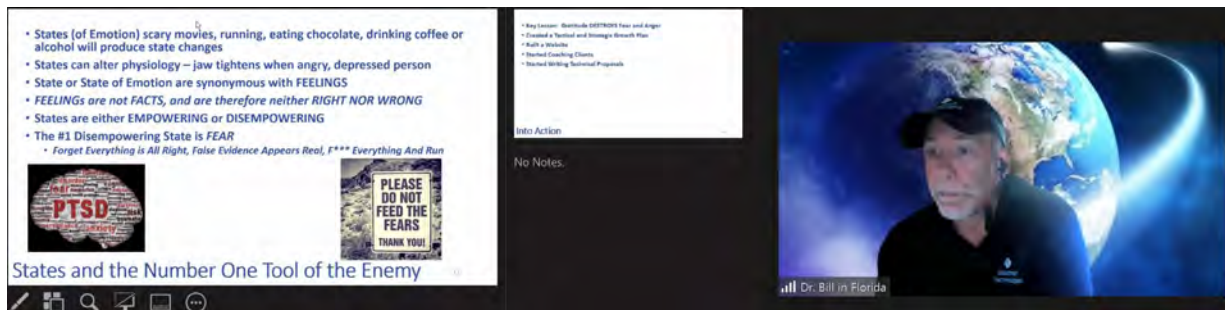 • States (of Emotion) scary movies, running, eating chocolate, drinking coffee or
alcohol will produce state changes
• States can alter physiology – jaw tightens when angry, depressed person
• State or State of Emotion are synonymous with FEELINGS
• FEELINGs are not FACTS, and are therefore neither RIGHT NOR WRONG
• States are either EMPOWERING or DISEMPOWERING
• The #1 Disempowering State is FEAR
• Forget Everything is All Right, False Evidence Appears Real, F*** Everything And Run
fear
PTSD
anxiety
PLEASE
DO NOT
FEED THE
FEARS
THANK YOU!
States and the Number One Tool of the Enemy
• Key Lesson: Gratitude DESTROYS Fear and Anger
• Created a Tactical and Strategic Growth Plan
• Built a Website
• Started Coaching Clients
• Started Writing Technical Proposals
Into Action
No Notes.
Dr. Bill in Florida